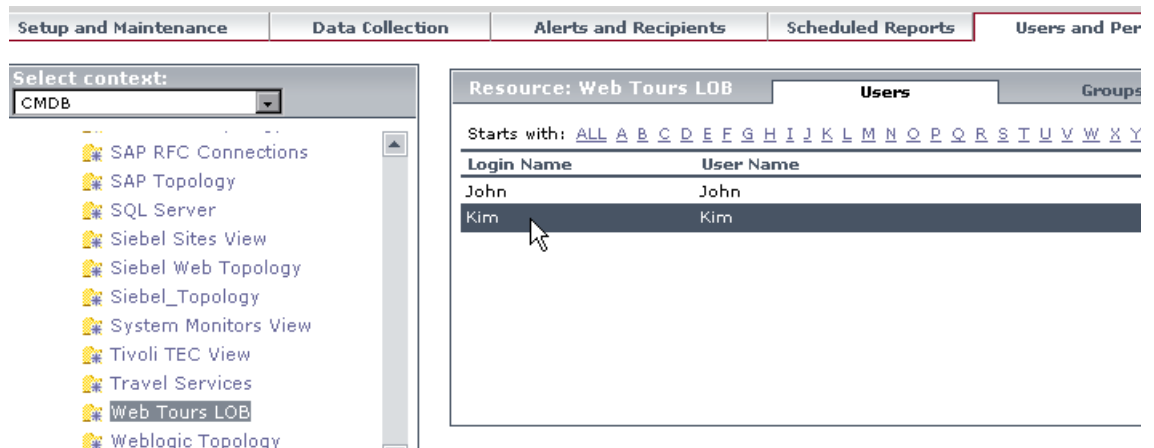 Setup and Maintenance
Data Collection
Alerts and Recipients
Scheduled Reports
Users and Per
Select context:
CMDB
SAP RFC Connections
SAP Topology
SQL Server
Siebel Sites View
Siebel Web Topology
Siebel_Topology
System Monitors View
Tivoli TEC View
Travel Services
Web Tours LOB
Weblogic Topology
Resource: Web Tours LOB
Users
Groups
Starts with: ALL A B C D E F G H I J K L M N O P Q R S T U V W X Y
Login Name User Name
John John
Kim Kim